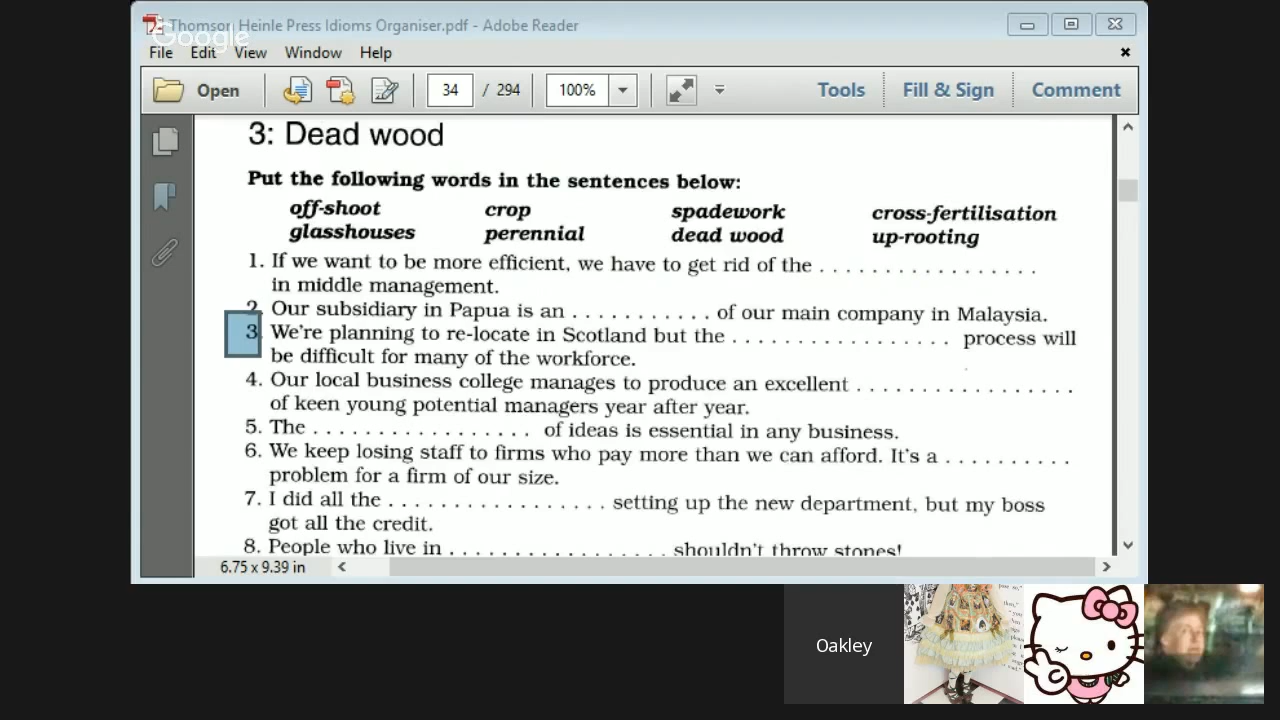 Thomson Heinle Press Idioms Organiser.pdf - Adobe Reader
Google
File Edit View Window Help
Open 34 / 294 100% Tools Fill & Sign Comment
3: Dead wood
Put the following words in the sentences below:
off-shoot crop spadework cross-fertilisation
glasshouses perennial dead wood up-rooting
1. If we want to be more efficient, we have to get rid of the . . . . . . . . . . . . . . . . . .
in middle management.
2. Our subsidiary in Papua is an . . . . . . . . . . . . of our main company in Malaysia.
3. We're planning to re-locate in Scotland but the . . . . . . . . . . . . . . . . . . process will
be difficult for many of the workforce.
4. Our local business college manages to produce an excellent . . . . . . . . . . . . . . . . . .
of keen young potential managers year after year.
5. The . . . . . . . . . . . . . . . . . . of ideas is essential in any business.
6. We keep losing staff to firms who pay more than we can afford. It's a . . . . . . . . . . .
problem for a firm of our size.
7. I did all the . . . . . . . . . . . . . . . . . . setting up the new department, but my boss
got all the credit.
8. People who live in . . . . . . . . . . . . . . . . . . shouldn't throw stones!
6.75 x 9.39 in
Oakley